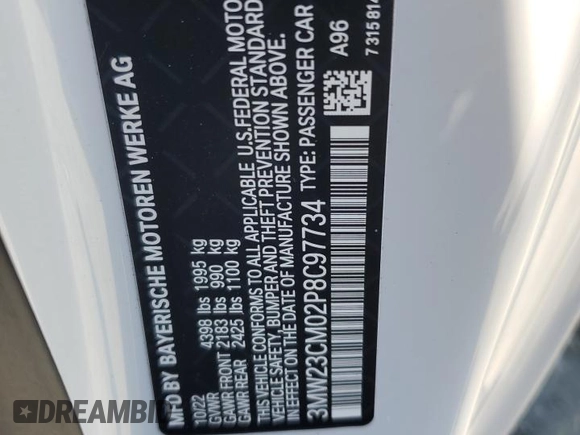 MFD BY BAYERISCHE MOTOREN WERKE AG
10/22
GVWR 4398 lbs 1995 kg
GAWR FRONT 2183 lbs 990 kg
GAWR REAR 2425 lbs 1100 kg
THIS VEHICLE CONFORMS TO ALL APPLICABLE U.S. FEDERAL MOTO
VEHICLE SAFETY, BUMPER AND THEFT PREVENTION STANDARD
IN EFFECT ON THE DATE OF MANUFACTURE SHOWN ABOVE.
3MW23CM02P8C97734 TYPE: PASSENGER CAR
A96
7315814
DREAMBID